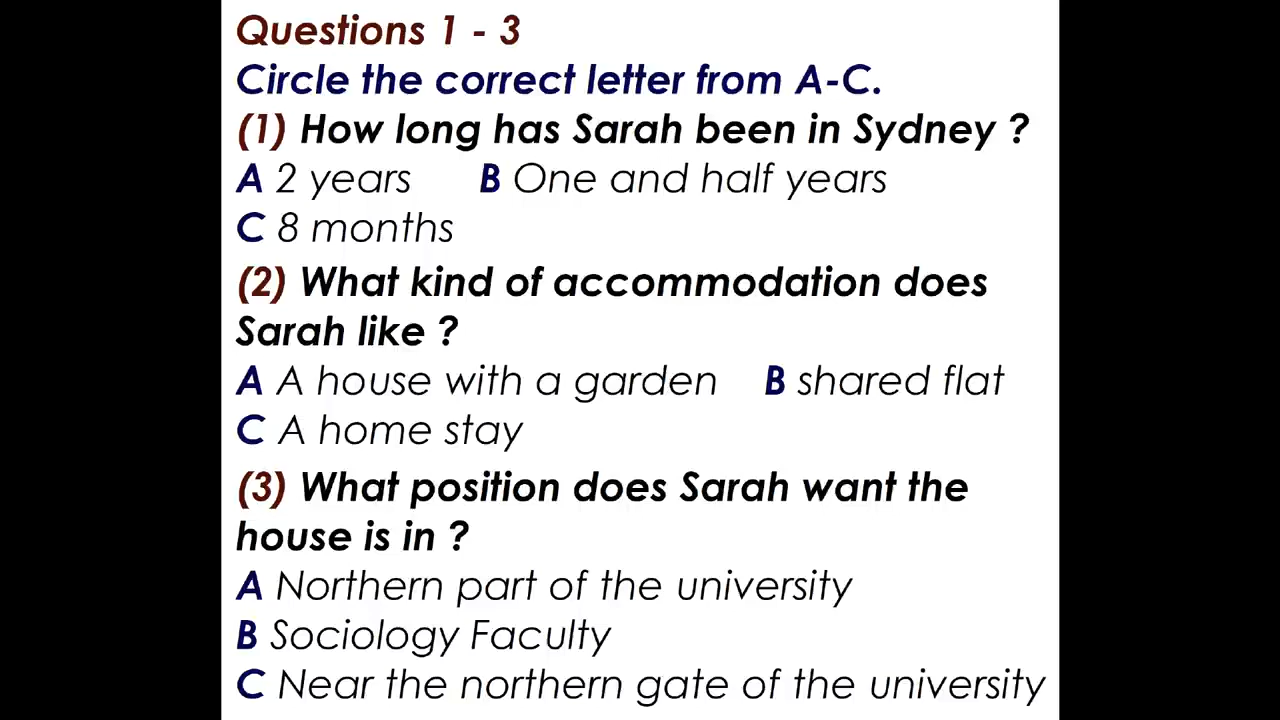 Questions 1 - 3
Circle the correct letter from A-C.
(1) How long has Sarah been in Sydney ?
A 2 years B One and half years
C 8 months
(2) What kind of accommodation does
Sarah like ?
A A house with a garden B shared flat
C A home stay
(3) What position does Sarah want the
house is in ?
A Northern part of the university
B Sociology Faculty
C Near the northern gate of the university